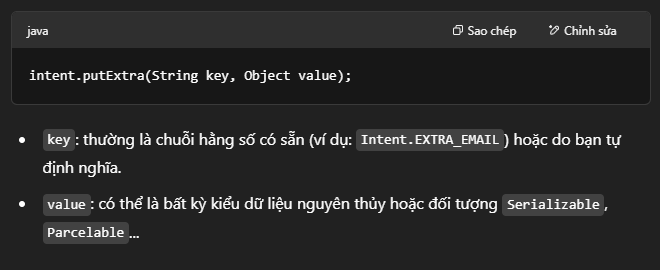 java Sao chép Chỉnh sửa
intent.putExtra(String key, Object value);
• key: thường là chuỗi hằng số có sẵn (ví dụ: Intent.EXTRA_EMAIL) hoặc do bạn tự
định nghĩa.
• value: có thể là bất kỳ kiểu dữ liệu nguyên thủy hoặc đối tượng Serializable,
Parcelable...